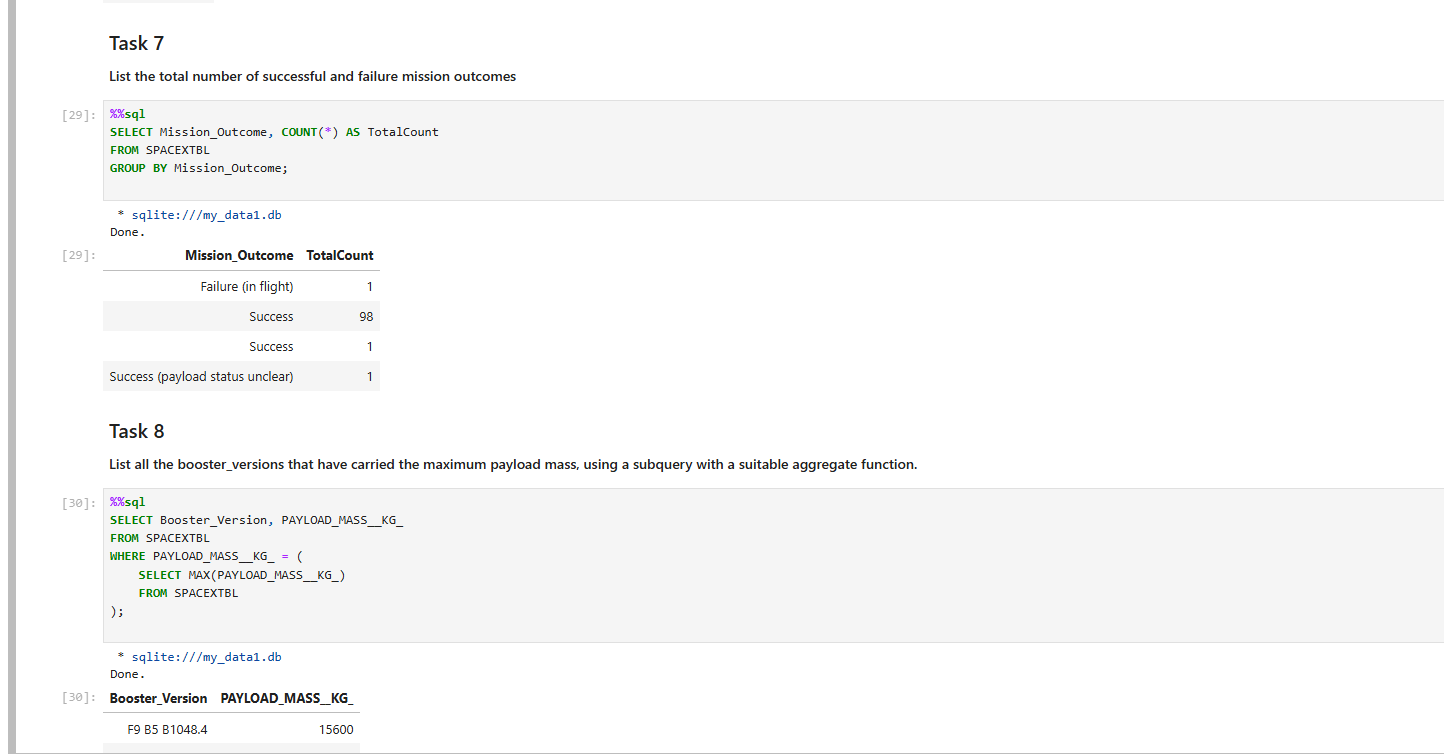 Task 7
List the total number of successful and failure mission outcomes
[29]:
%%sql
SELECT Mission_Outcome, COUNT(*) AS TotalCount
FROM SPACEXTBL
GROUP BY Mission_Outcome;
* sqlite:///my_data1.db
Done.
[29]:
Mission_Outcome TotalCount
Failure (in flight) 1
Success 98
Success 1
Success (payload status unclear) 1
Task 8
List all the booster_versions that have carried the maximum payload mass, using a subquery with a suitable aggregate function.
[30]:
%%sql
SELECT Booster_Version, PAYLOAD_MASS__KG_
FROM SPACEXTBL
WHERE PAYLOAD_MASS__KG_ = (
SELECT MAX(PAYLOAD_MASS__KG_)
FROM SPACEXTBL
);
* sqlite:///my_data1.db
Done.
[30]:
Booster_Version PAYLOAD_MASS__KG_
F9 B5 B1048.4 15600